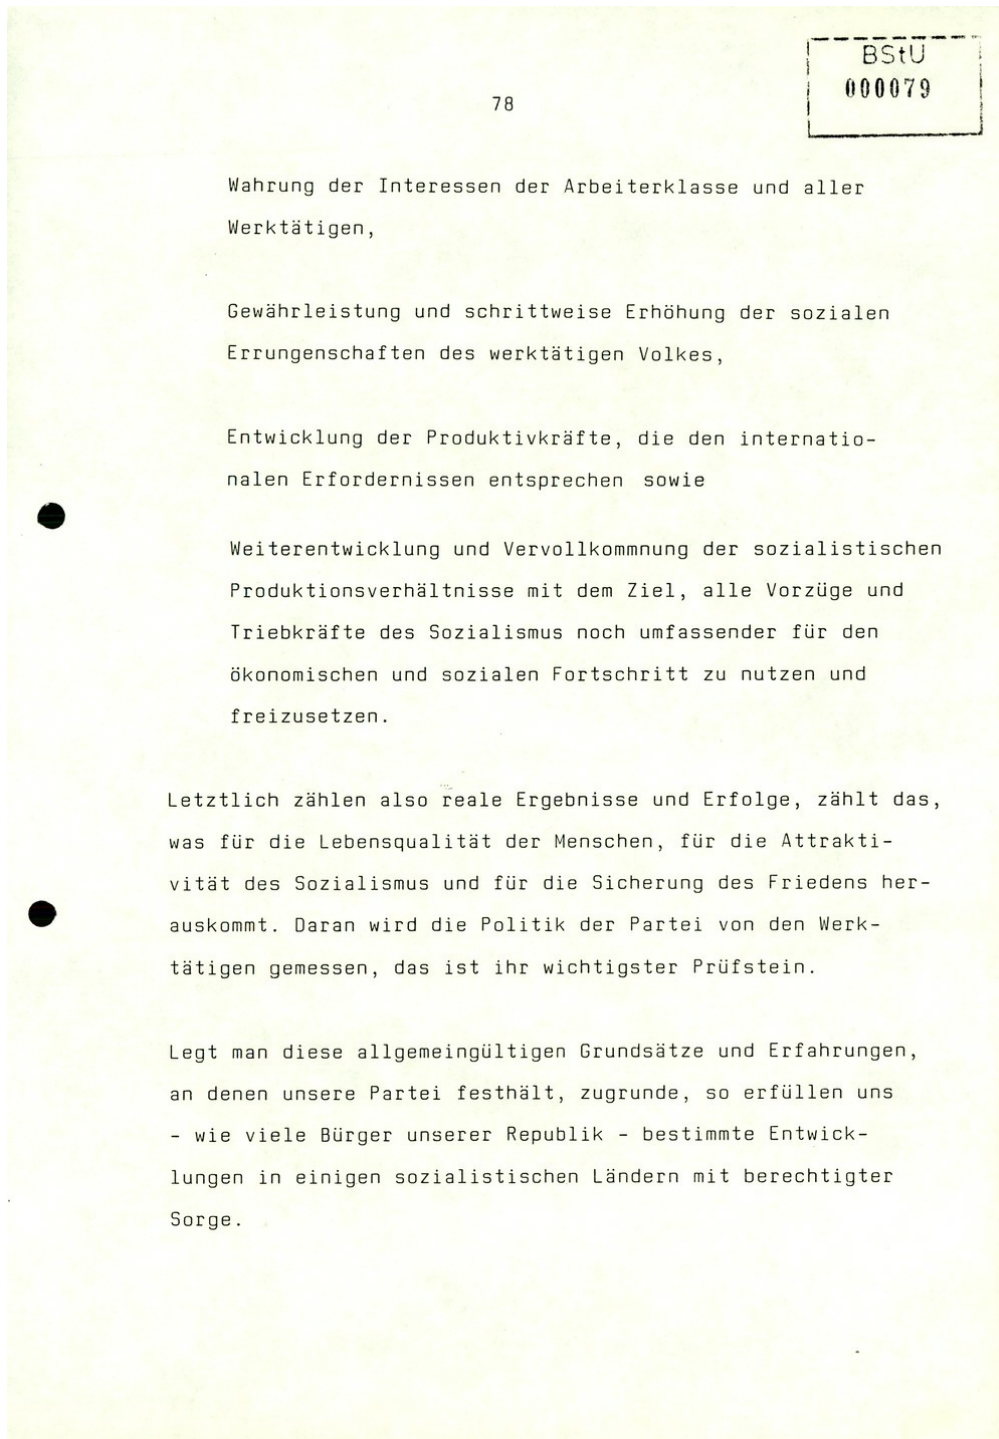 BStU
000079
78
Wahrung der Interessen der Arbeiterklasse und aller
Werktätigen,
Gewährleistung und schrittweise Erhöhung der sozialen
Errungenschaften des werktätigen Volkes,
Entwicklung der Produktivkräfte, die den internatio-
nalen Erfordernissen entsprechen sowie
Weiterentwicklung und Vervollkommnung der sozialistischen
Produktionsverhältnisse mit dem Ziel, alle Vorzüge und
Triebkräfte des Sozialismus noch umfassender für den
ökonomischen und sozialen Fortschritt zu nutzen und
freizusetzen.
Letztlich zählen also reale Ergebnisse und Erfolge, zählt das,
was für die Lebensqualität der Menschen, für die Attrakti-
vität des Sozialismus und für die Sicherung des Friedens her-
auskommt. Daran wird die Politik der Partei von den Werk-
tätigen gemessen, das ist ihr wichtigster Prüfstein.
Legt man diese allgemeingültigen Grundsätze und Erfahrungen,
an denen unsere Partei festhält, zugrunde, so erfüllen uns
- wie viele Bürger unserer Republik - bestimmte Entwick-
lungen in einigen sozialistischen Ländern mit berechtigter
Sorge.